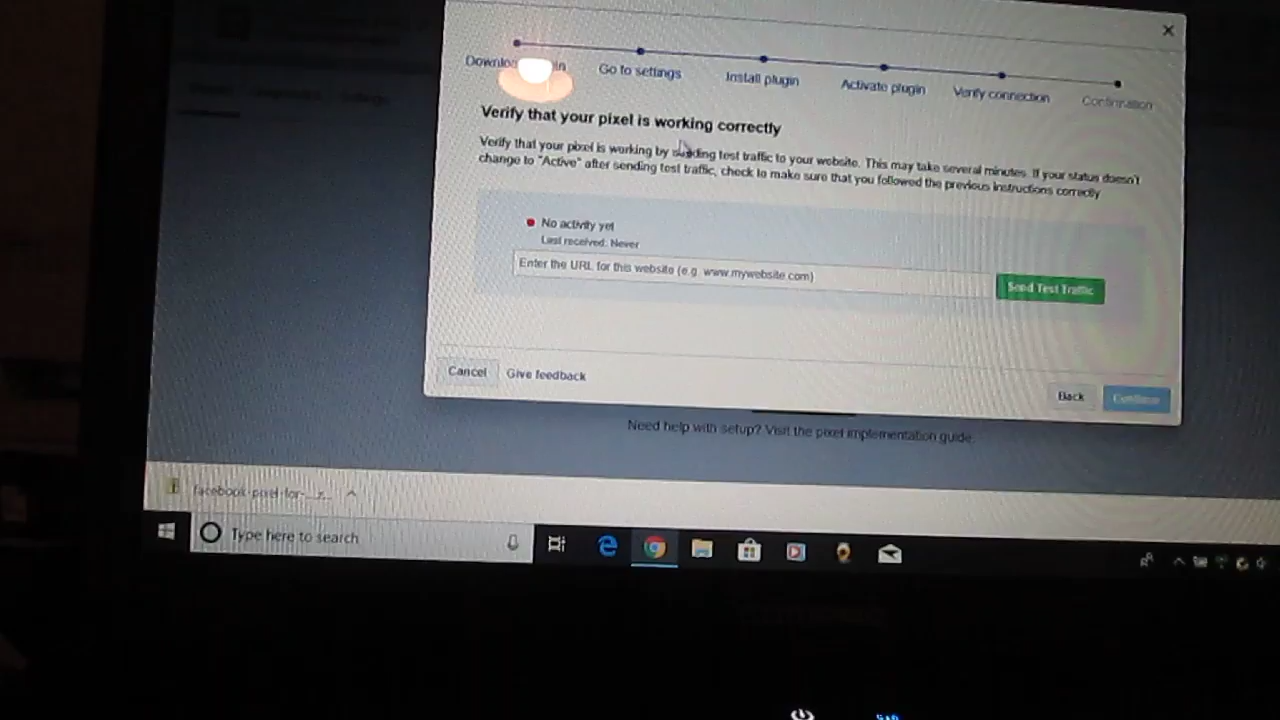 Go to settings
Install plugin
Activate plugin
Verify connection
Confirmation
Verify that your pixel is working correctly
Verify that your pixel is working by sending test traffic to your website. This may take several minutes. If your status doesn't
change to "Active" after sending test traffic, check to make sure that you followed the previous instructions correctly
No activity yet
Last received: Never
Enter the URL for this website (e.g. www.mywebsite.com)
Send Test Traffic
Cancel
Give feedback
Back
Continue
Need help with setup? Visit the pixel implementation guide.
facebook-pixel-for-
Type here to search